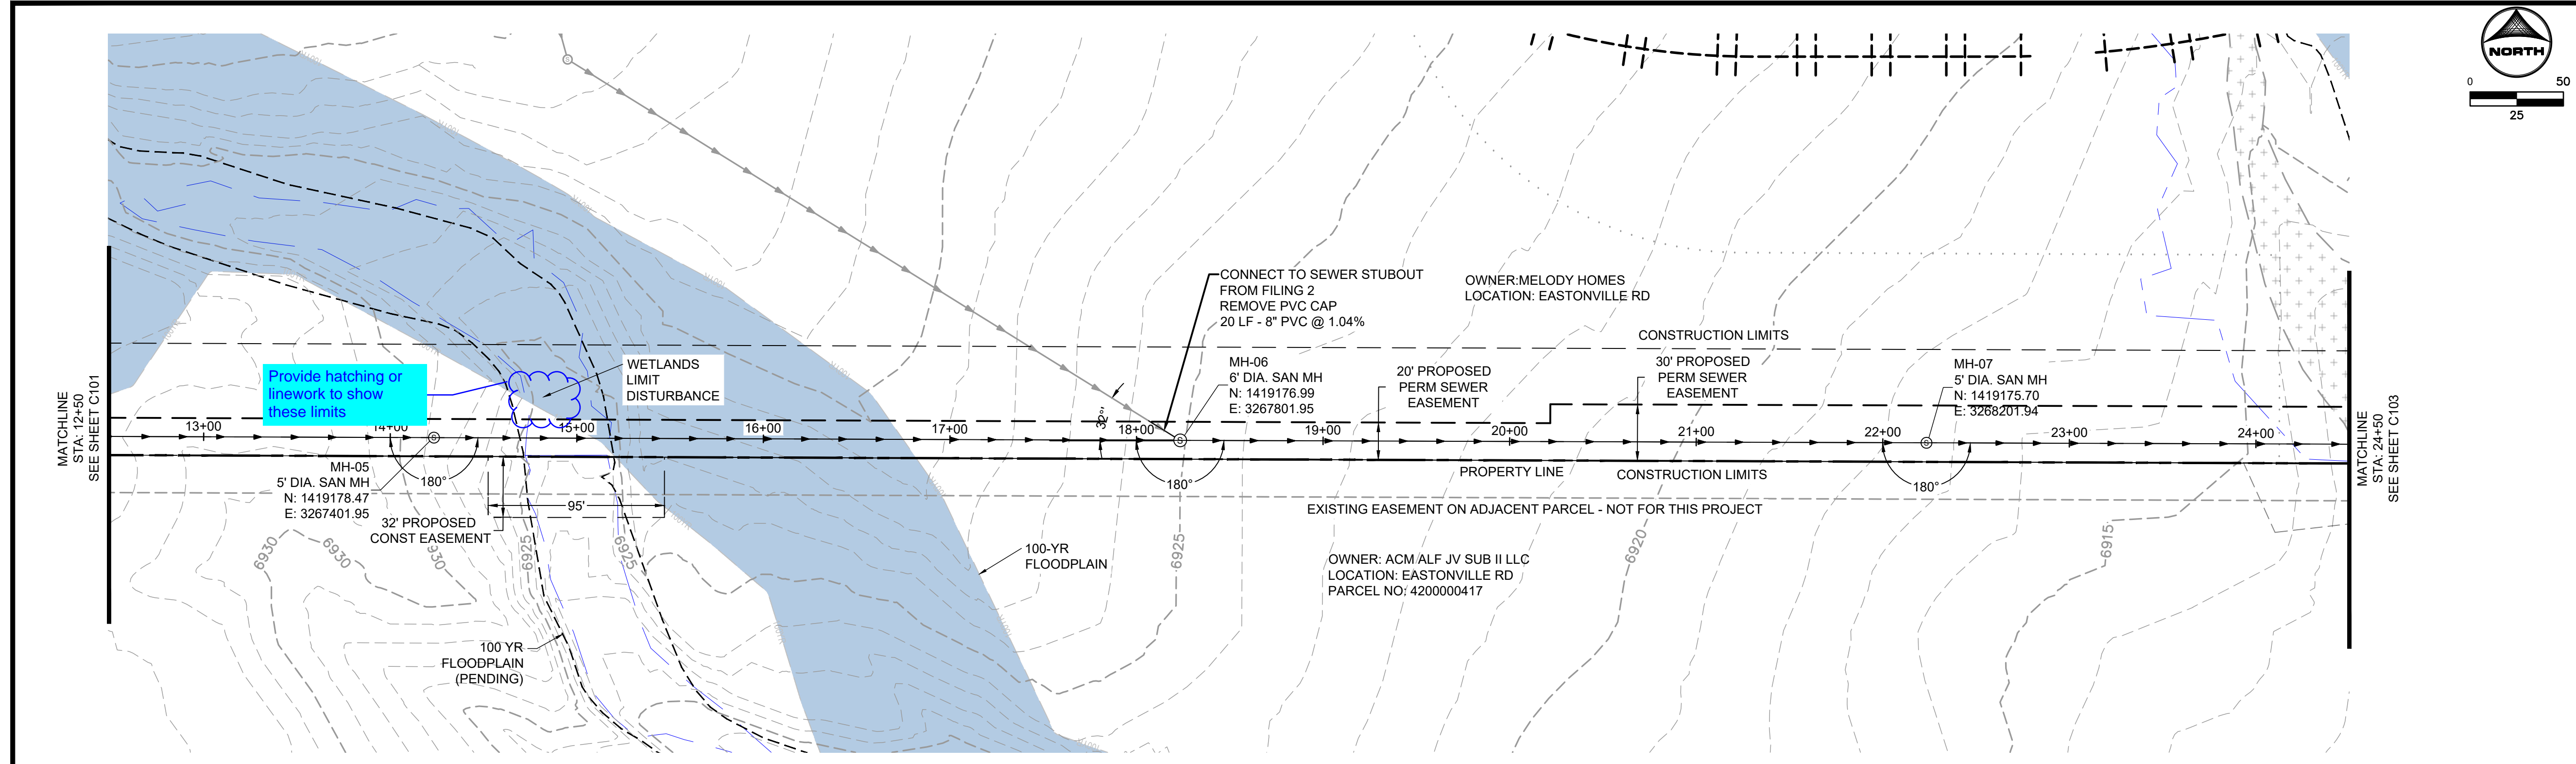 NORTH
0 50
25
CONNECT TO SEWER STUBOUT
FROM FILING 2
REMOVE PVC CAP
20 LF - 8" PVC @ 1.04%
OWNER:MELODY HOMES
LOCATION: EASTONVILLE RD
CONSTRUCTION LIMITS
MATCHLINE
STA: 12+50
SEE SHEET C101
Provide hatching or
linework to show
these limits
WETLANDS
LIMIT
DISTURBANCE
MH-06
6' DIA. SAN MH
N: 1419176.99
E: 3267801.95
20' PROPOSED
PERM SEWER
EASEMENT
30' PROPOSED
PERM SEWER
EASEMENT
MH-07
5' DIA. SAN MH
N: 1419175.70
E: 3268201.94
MATCHLINE
STA: 24+50
SEE SHEET C103
32°
13+00
14+00
15+00
16+00
17+00
18+00
19+00
20+00
21+00
22+00
23+00
24+00
MH-05
5' DIA. SAN MH
N: 1419178.47
E: 3267401.95
180°
180°
180°
PROPERTY LINE
CONSTRUCTION LIMITS
95'
32' PROPOSED
CONST EASEMENT
EXISTING EASEMENT ON ADJACENT PARCEL - NOT FOR THIS PROJECT
6930
6930
6930
6925
6925
6925
6920
6915
100-YR
FLOODPLAIN
OWNER: ACM ALF JV SUB II LLC
LOCATION: EASTONVILLE RD
PARCEL NO: 4200000417
100 YR
FLOODPLAIN
(PENDING)